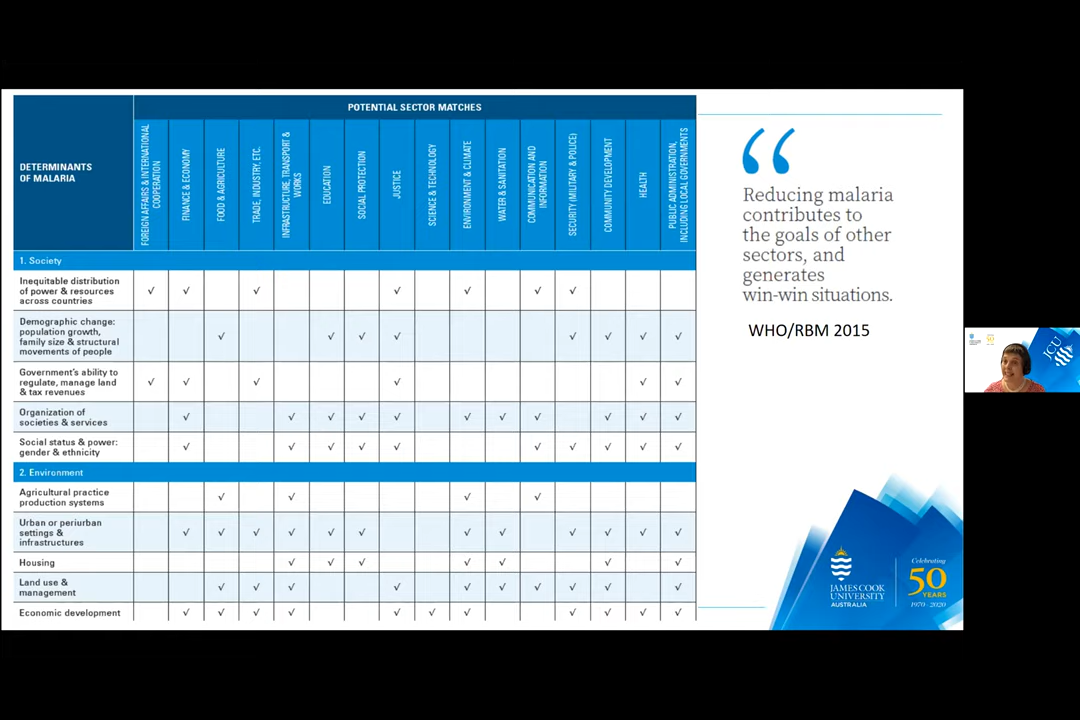 POTENTIAL SECTOR MATCHES
DETERMINANTS
OF MALARIA
FOREIGN AFFAIRS & INTERNATIONAL
COOPERATION
FINANCE & ECONOMY
FOOD & AGRICULTURE
TRADE, INDUSTRY, ETC.
INFRASTRUCTURE, TRANSPORT &
WORKS
EDUCATION
SOCIAL PROTECTION
JUSTICE
SCIENCE & TECHNOLOGY
ENVIRONMENT & CLIMATE
WATER & SANITATION
COMMUNICATION AND
INFORMATION
SECURITY (MILITARY & POLICE)
COMMUNITY DEVELOPMENT
HEALTH
PUBLIC ADMINISTRATION,
INCLUDING LOCAL GOVERNMENTS
1. Society
Inequitable distribution
of power & resources
across countries
√ √ √ √ √ √ √
Demographic change:
population growth,
family size & structural
movements of people
√ √ √ √ √ √ √ √
Government's ability to
regulate, manage land
& tax revenues
√ √ √ √ √ √
Organization of
societies & services
√ √ √ √ √ √ √ √ √ √ √
Social status & power:
gender & ethnicity
√ √ √ √ √ √ √ √ √ √
2. Environment
Agricultural practice
production systems
√ √ √ √
Urban or periurban
settings &
infrastructures
√ √ √ √ √ √ √ √ √ √ √ √
Housing
√ √ √ √ √ √ √
Land use &
management
√ √ √ √ √ √ √ √ √ √
Economic development
√ √ √ √ √ √ √ √ √ √ √
“
Reducing malaria
contributes to
the goals of other
sectors, and
generates
win-win situations.
WHO/RBM 2015
JCU
50
JAMES COOK
UNIVERSITY
AUSTRALIA
Celebrating
50
YEARS
1970 - 2020